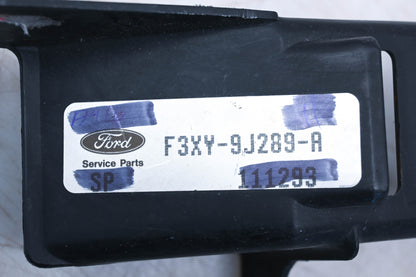 Ford
F3XY-9J289-A
Service Parts
SP
111293